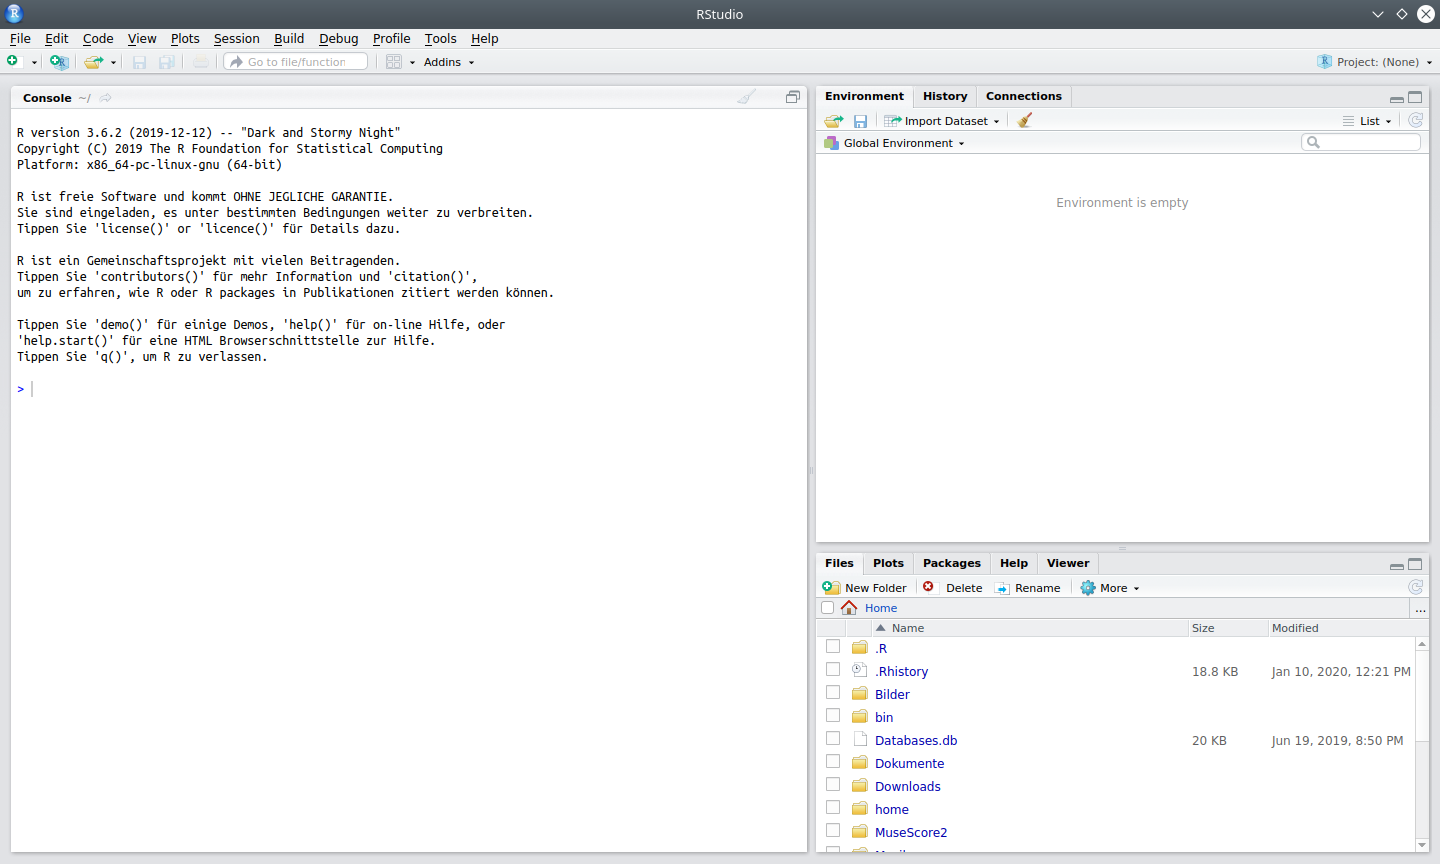 RStudio
File Edit Code View Plots Session Build Debug Profile Tools Help
Go to file/function Addins Project: (None)
Console ~/
R version 3.6.2 (2019-12-12) -- "Dark and Stormy Night"
Copyright (C) 2019 The R Foundation for Statistical Computing
Platform: x86_64-pc-linux-gnu (64-bit)
R ist freie Software und kommt OHNE JEGLICHE GARANTIE.
Sie sind eingeladen, es unter bestimmten Bedingungen weiter zu verbreiten.
Tippen Sie 'license()' or 'licence()' für Details dazu.
R ist ein Gemeinschaftsprojekt mit vielen Beitragenden.
Tippen Sie 'contributors()' für mehr Information und 'citation()',
um zu erfahren, wie R oder R packages in Publikationen zitiert werden können.
Tippen Sie 'demo()' für einige Demos, 'help()' für on-line Hilfe, oder
'help.start()' für eine HTML Browserschnittstelle zur Hilfe.
Tippen Sie 'q()', um R zu verlassen.
>
Environment History Connections
Import Dataset List
Global Environment
Environment is empty
Files Plots Packages Help Viewer
New Folder Delete Rename More
Home ...
Name Size Modified
.R
.Rhistory 18.8 KB Jan 10, 2020, 12:21 PM
Bilder
bin
Databases.db 20 KB Jun 19, 2019, 8:50 PM
Dokumente
Downloads
home
MuseScore2